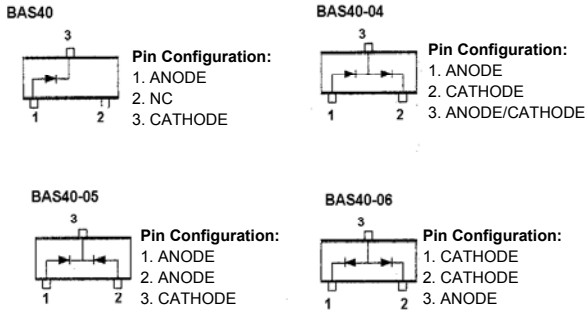 BAS40
3
1
2
Pin Configuration:
1. ANODE
2. NC
3. CATHODE
BAS40-04
3
1
2
Pin Configuration:
1. ANODE
2. CATHODE
3. ANODE/CATHODE
BAS40-05
3
1
2
Pin Configuration:
1. ANODE
2. ANODE
3. CATHODE
BAS40-06
3
1
2
Pin Configuration:
1. CATHODE
2. CATHODE
3. ANODE